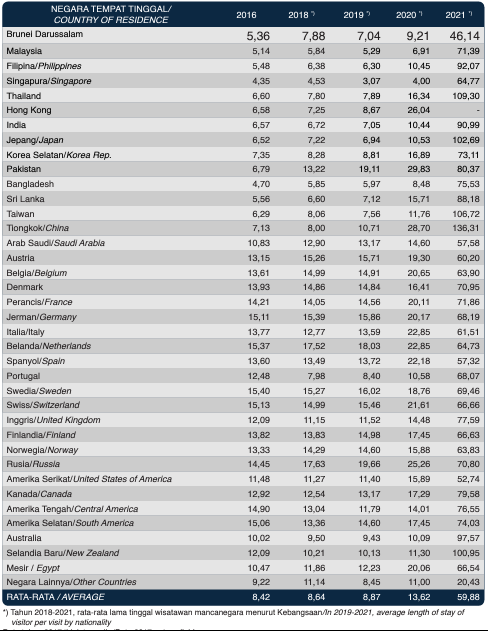 NEGARA TEMPAT TINGGAL/
COUNTRY OF RESIDENCE 2016 2018 *) 2019 *) 2020 *) 2021 *)
Brunei Darussalam 5,36 7,88 7,04 9,21 46,14
Malaysia 5,14 5,84 5,29 6,91 71,39
Filipina/Philippines 5,48 6,38 6,30 10,45 92,07
Singapura/Singapore 4,35 4,53 3,07 4,00 64,77
Thailand 6,60 7,80 7,89 16,34 109,30
Hong Kong 6,58 7,25 8,67 26,04 -
India 6,57 6,72 7,05 10,44 90,99
Jepang/Japan 6,52 7,22 6,94 10,53 102,69
Korea Selatan/Korea Rep. 7,35 8,28 8,81 16,89 73,11
Pakistan 6,79 13,22 19,11 29,83 80,37
Bangladesh 4,70 5,85 5,97 8,48 75,53
Sri Lanka 5,56 6,60 7,12 15,71 88,18
Taiwan 6,29 8,06 7,56 11,76 106,72
Tiongkok/China 7,13 8,00 10,71 28,70 136,31
Arab Saudi/Saudi Arabia 10,83 12,90 13,17 14,60 57,58
Austria 13,15 15,26 15,71 19,30 60,20
Belgia/Belgium 13,61 14,99 14,91 20,65 63,90
Denmark 13,93 14,86 14,84 16,41 70,95
Perancis/France 14,21 14,05 14,56 20,11 71,86
Jerman/Germany 15,11 15,39 15,86 20,17 68,19
Italia/Italy 13,77 12,77 13,59 22,85 61,51
Belanda/Netherlands 15,37 17,52 18,03 22,85 64,73
Spanyol/Spain 13,60 13,49 13,72 22,18 57,32
Portugal 12,48 7,98 8,40 10,58 68,07
Swedia/Sweden 15,40 15,27 16,02 18,76 69,46
Swiss/Switzerland 15,13 14,99 15,46 21,61 66,66
Inggris/United Kingdom 12,09 11,15 11,52 14,48 77,59
Finlandia/Finland 13,82 13,83 14,98 17,45 66,63
Norwegia/Norway 13,33 14,29 14,60 15,88 63,83
Rusia/Russia 14,45 17,63 19,66 25,26 70,80
Amerika Serikat/United States of America 11,48 11,27 11,40 15,89 52,74
Kanada/Canada 12,92 12,54 13,17 17,29 79,58
Amerika Tengah/Central America 14,90 13,04 11,79 14,01 76,55
Amerika Selatan/South America 15,06 13,36 14,60 17,45 74,03
Australia 10,02 9,50 9,43 10,09 97,57
Selandia Baru/New Zealand 12,09 10,21 10,13 11,30 100,95
Mesir / Egypt 10,47 11,86 12,23 20,06 66,54
Negara Lainnya/Other Countries 9,22 11,14 8,45 11,00 20,43
RATA-RATA / AVERAGE 8,42 8,64 8,87 13,62 59,88
*) Tahun 2018-2021, rata-rata lama tinggal wisatawan mancanegara menurut Kebangsaan/In 2019-2021, average length of stay of
visitor per visit by nationality